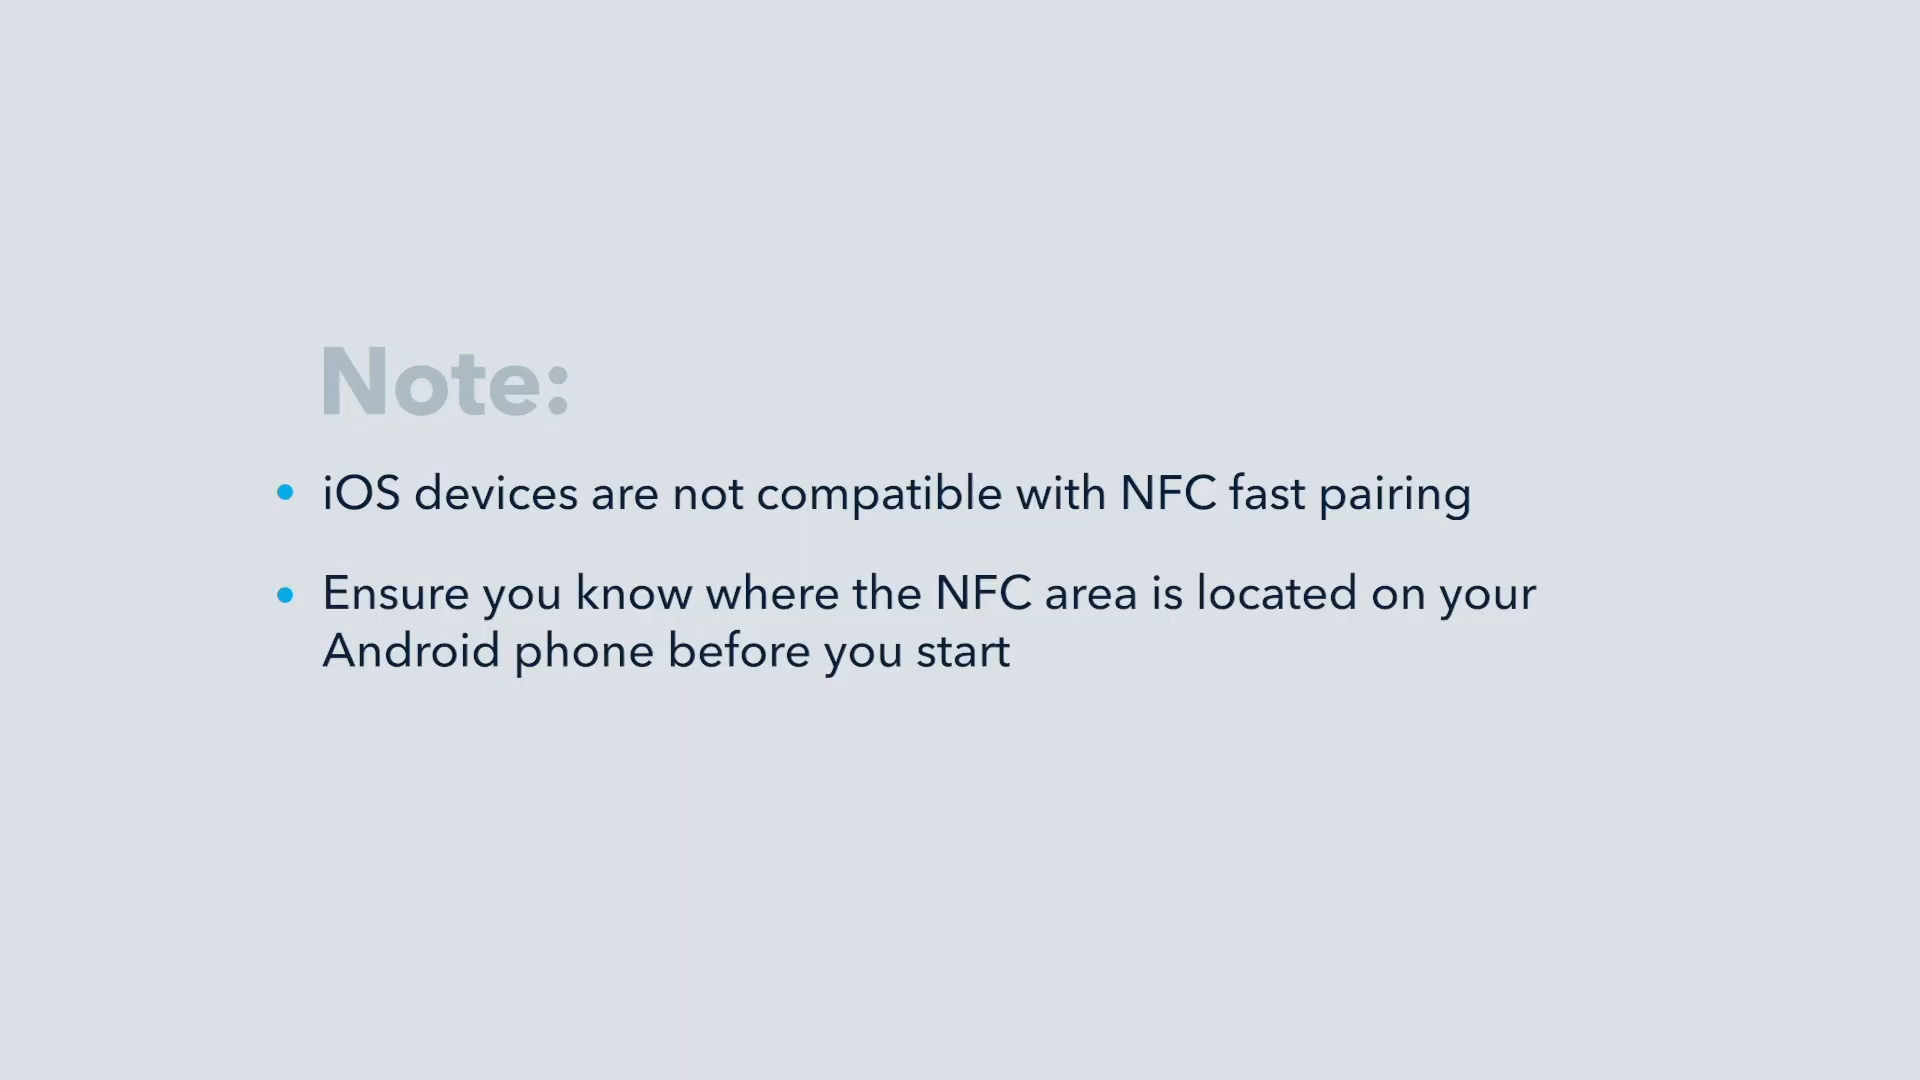 Note:
• iOS devices are not compatible with NFC fast pairing
• Ensure you know where the NFC area is located on your
Android phone before you start